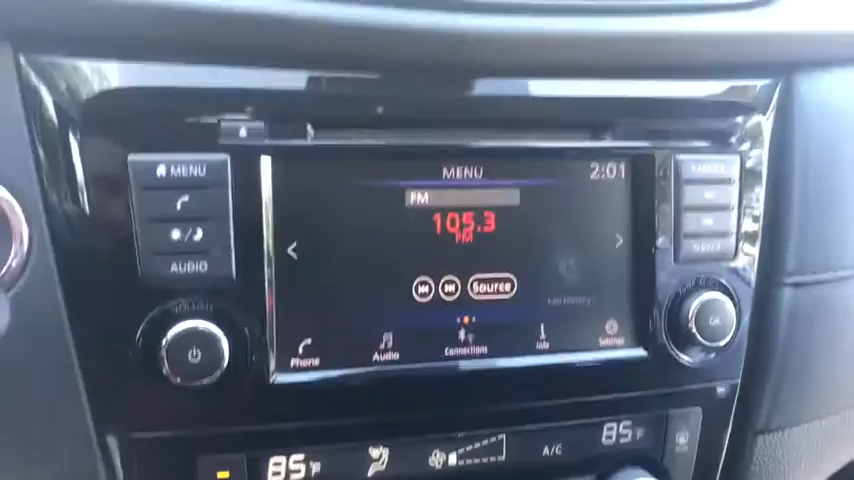 MENU
MENU
2:01
FM
105.3
FM
AUDIO
Source
Phone
Audio
Connections
Info
Settings
85°F
A/C
85°F